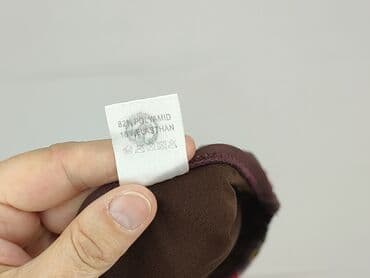 82% POLYAMID
18% ELASTHAN